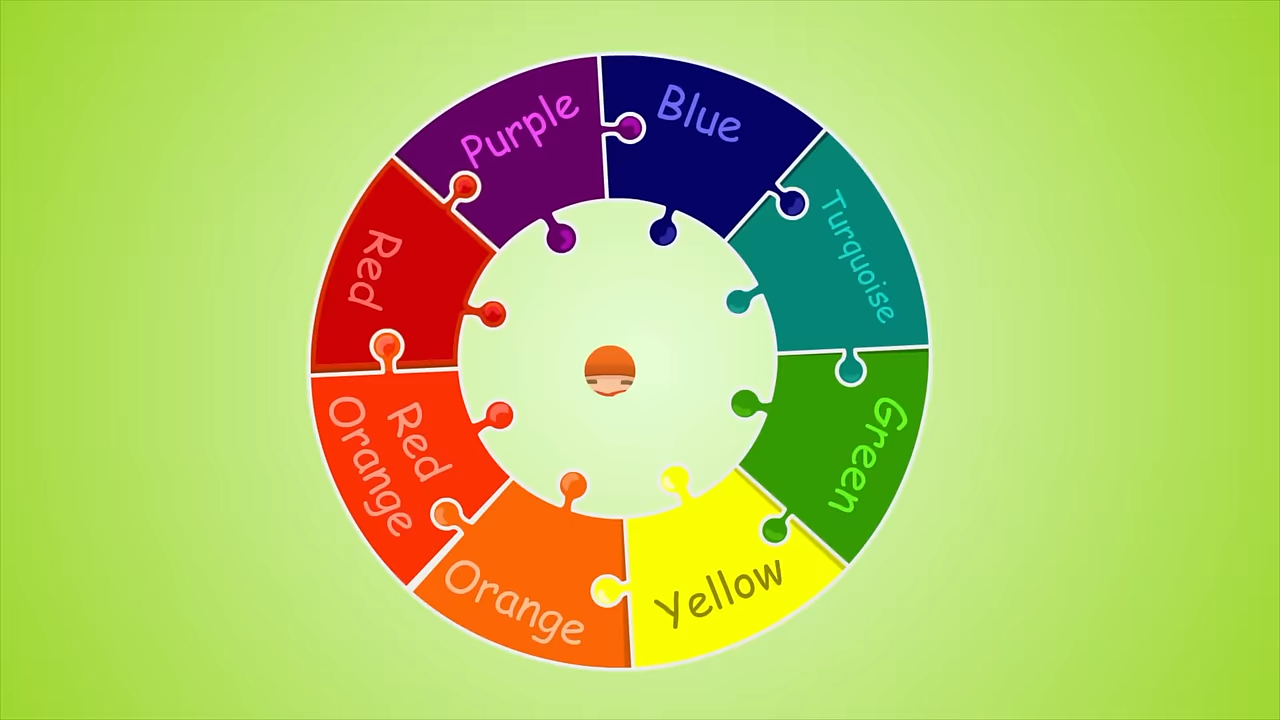 Purple
Blue
Turquoise
Green
Yellow
Orange
Red
Orange
Red